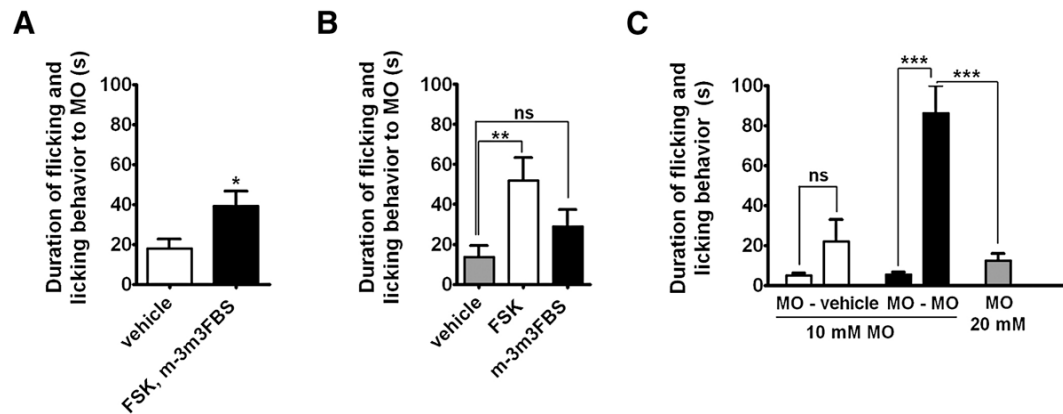 A
Duration of flicking and
licking behavior to MO (s)
100
80
60
40
20
0
*
vehicle
FSK, m-3m3FBS
B
Duration of flicking and
licking behavior to MO (s)
100
80
60
40
20
0
ns
**
vehicle
FSK
m-3m3FBS
C
Duration of flicking and
licking behavior (s)
100
80
60
40
20
0
ns
***
***
MO - vehicle MO - MO MO
10 mM MO
20 mM